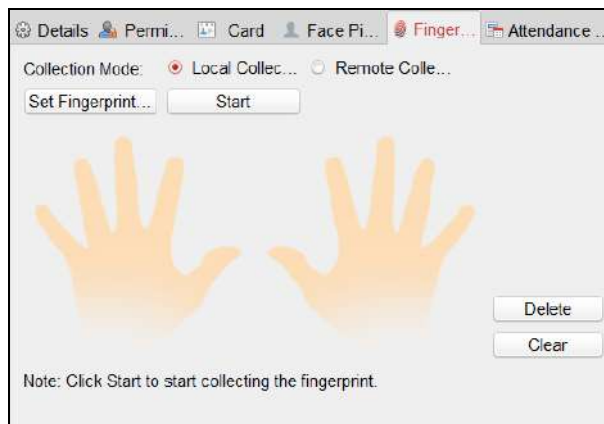 Details Permi... Card Face Pi... Finger... Attendance ...
Collection Mode: Local Collec... Remote Colle...
Set Fingerprint... Start
Delete
Clear
Note: Click Start to start collecting the fingerprint.